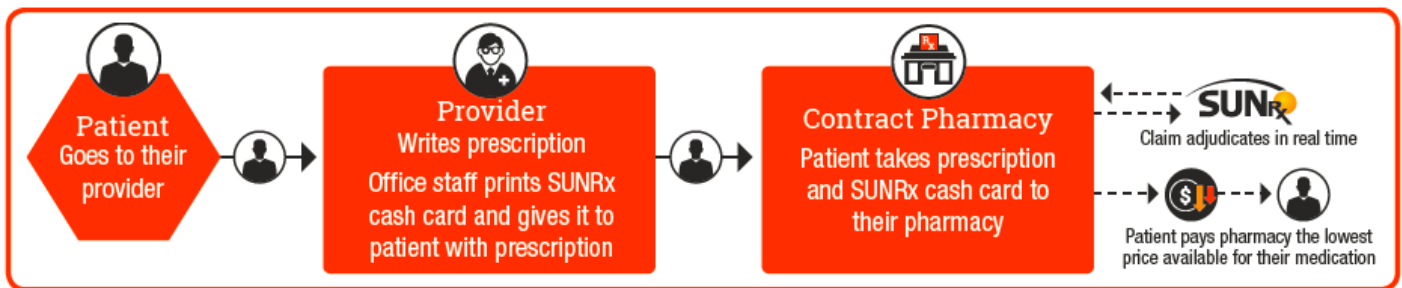 Patient
Goes to their
provider
Provider
Writes prescription
Office staff prints SUNRx
cash card and gives it to
patient with prescription
Rx
Contract Pharmacy
Patient takes prescription
and SUNRx cash card to
their pharmacy
SUNRx
Claim adjudicates in real time
$
Patient pays pharmacy the lowest
price available for their medication